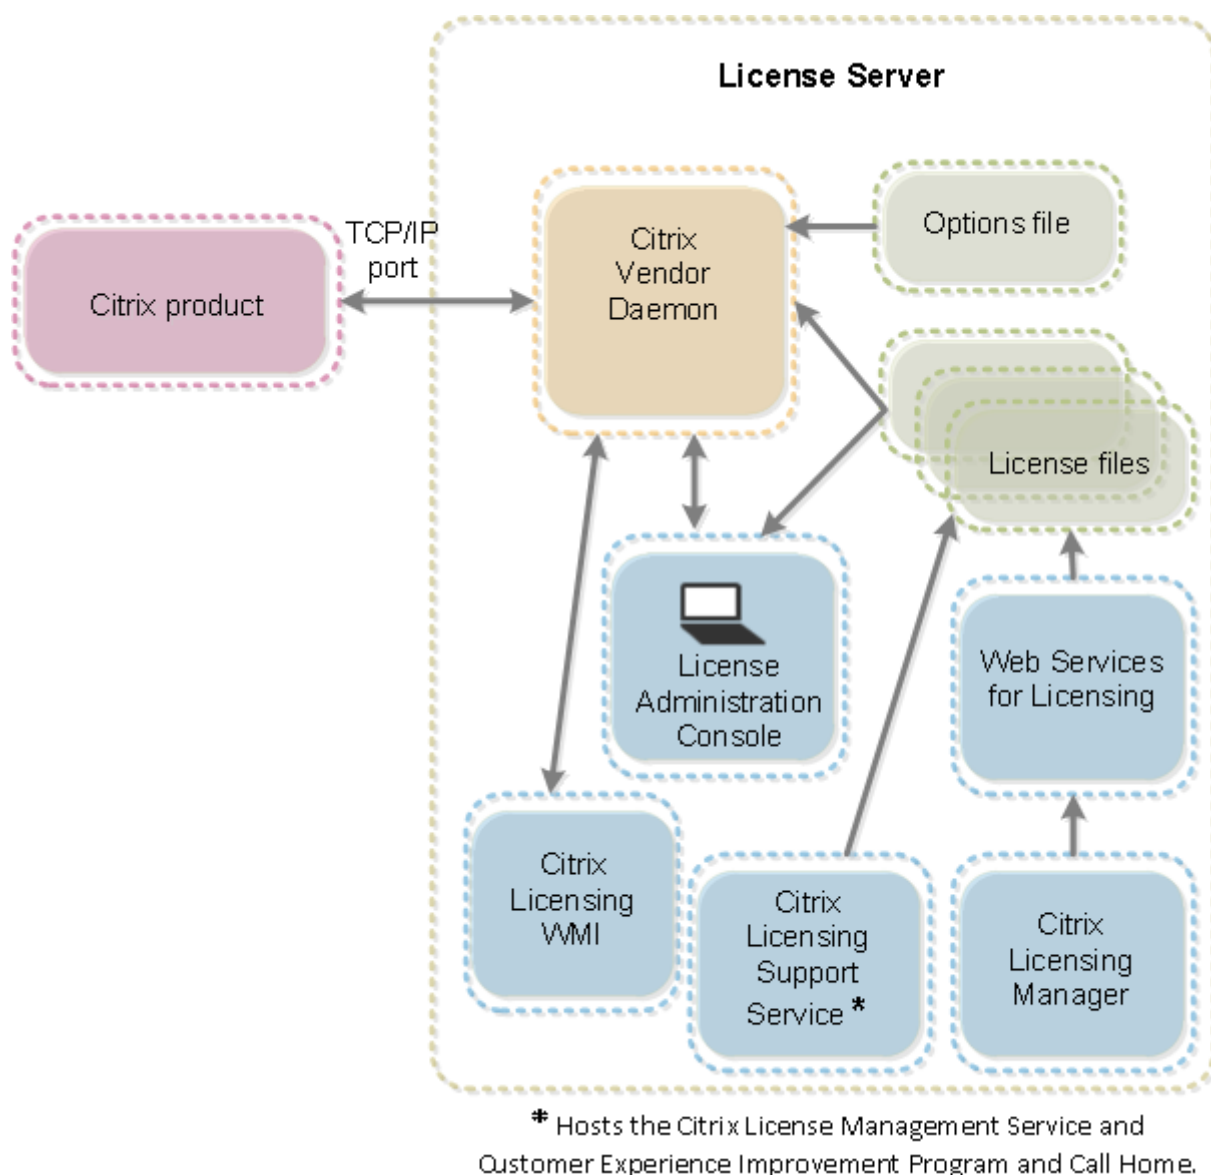 License Server
TCP/IP
port
Citrix product
Citrix
Vendor
Daemon
Options file
License files
License
Administration
Console
Web Services
for Licensing
Citrix
Licensing
WMI
Citrix
Licensing
Support
Service *
Citrix
Licensing
Manager
* Hosts the Citrix License Management Service and
Customer Experience Improvement Program and Call Home.